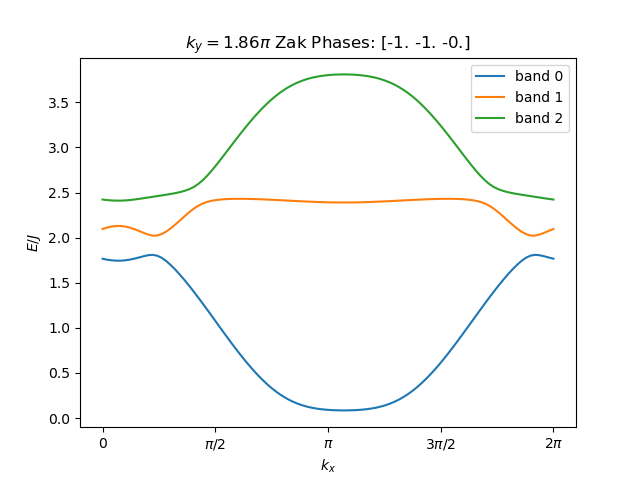 k_y = 1.86π Zak Phases: [-1. -1. -0.]
band 0
band 1
band 2
E/J
3.5
3.0
2.5
2.0
1.5
1.0
0.5
0.0
0 π/2 π 3π/2 2π
k_x